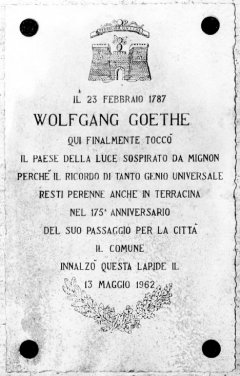 IL 23 FEBBRAIO 1787
WOLFGANG GOETHE
QUI FINALMENTE TOCCÒ
IL PAESE DELLA LUCE SOSPIRATO DA MIGNON
PERCHÈ IL RICORDO DI TANTO GENIO UNIVERSALE
RESTI PERENNE ANCHE IN TERRACINA
NEL 175° ANNIVERSARIO
DEL SUO PASSAGGIO PER LA CITTÀ
IL COMUNE
INNALZÒ QUESTA LAPIDE IL
13 MAGGIO 1962